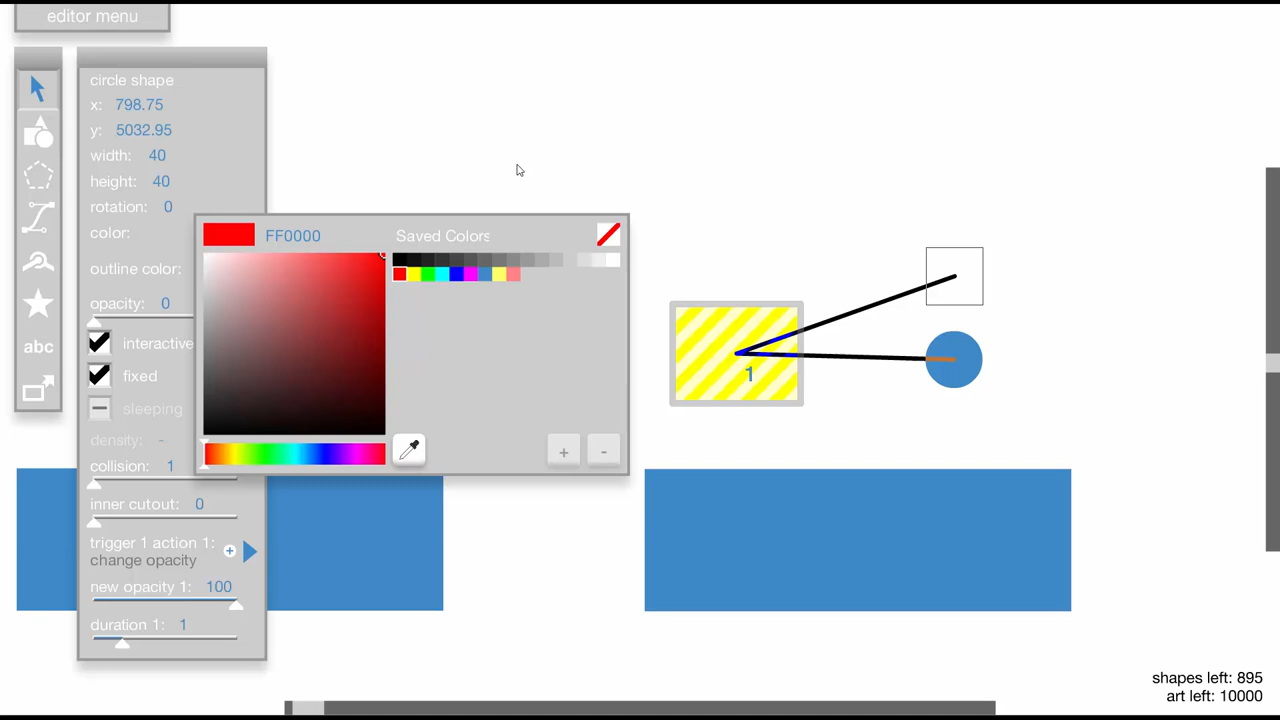 editor menu
circle shape
x: 798.75
y: 5032.95
width: 40
height: 40
rotation: 0
color:
outline color:
opacity: 0
interactive
fixed
sleeping
density: -
collision: 1
inner cutout: 0
trigger 1 action 1:
change opacity
new opacity 1: 100
duration 1: 1
abc
FF0000
Saved Colors
+
-
1
shapes left: 895
art left: 10000